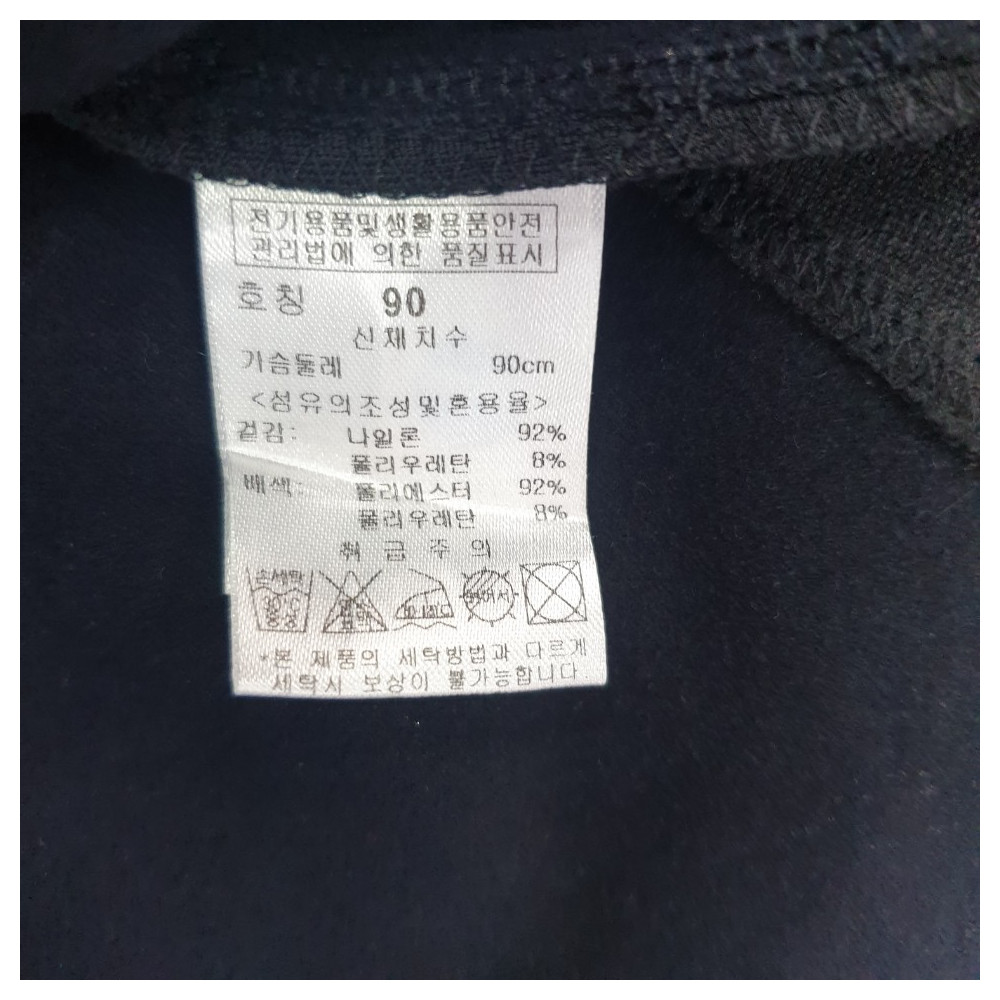 전기용품및생활용품안전
관리법에 의한 품질표시
호칭 90
신체치수
가슴둘레 90cm
<섬유의조성및혼용율>
겉감: 나일론 92%
폴리우레탄 8%
배색: 폴리에스터 92%
폴리우레탄 8%
취급주의
손세탁
*본 제품의 세탁방법과 다르게
세탁시 보상이 불가능합니다.